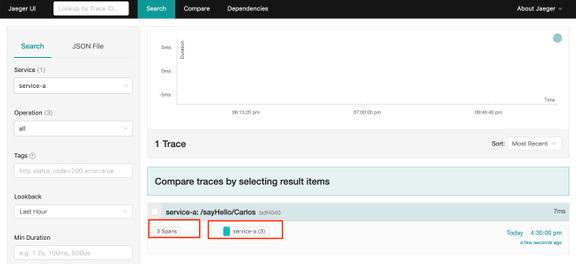 Jaeger UI Lookup by Trace ID... Search Compare Dependencies About Jaeger
Search JSON File
Service (1)
service-a
Operation (3)
all
Tags
http.status_code=200 error=true
Lookback
Last Hour
Min Duration
e.g. 1.2s, 100ms, 500us
Duration
5ms
0ms
-5ms
Time
06:13:20 pm 07:00:00 pm 09:46:40 pm
1 Trace Sort: Most Recent
Compare traces by selecting result items
service-a: /sayHello/Carlos 7ms
3 Spans service-a (3) Today 4:30:00 pm
a few seconds ago